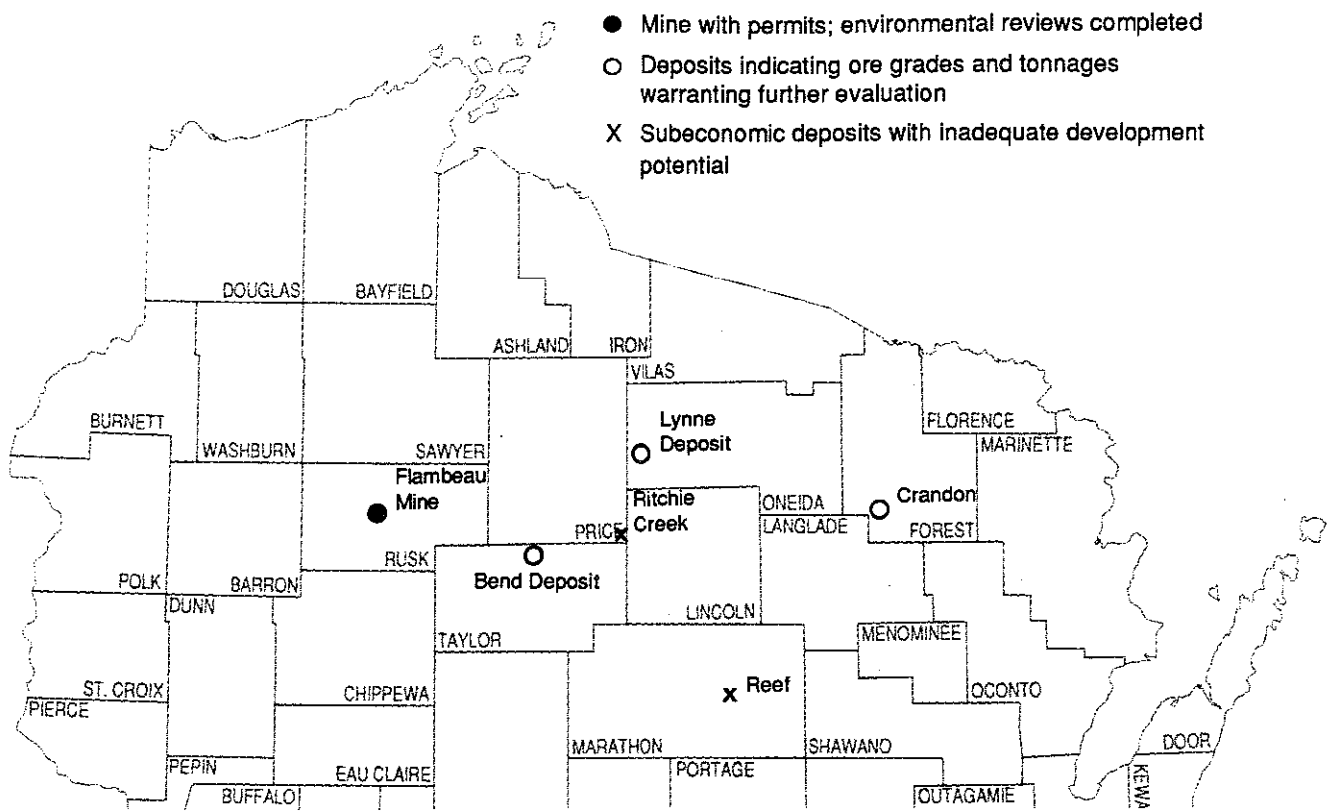 ● Mine with permits; environmental reviews completed
○ Deposits indicating ore grades and tonnages
warranting further evaluation
X Subeconomic deposits with inadequate development
potential
DOUGLAS
BAYFIELD
ASHLAND
IRON
VILAS
BURNETT
WASHBURN
SAWYER
Lynne
Deposit
FLORENCE
MARINETTE
Flambeau
Mine
Ritchie
Creek
ONEIDA
LANGLADE
Crandon
FOREST
PRICE
RUSK
Bend Deposit
POLK
BARRON
DUNN
LINCOLN
TAYLOR
MENOMINEE
ST. CROIX
PIERCE
CHIPPEWA
Reef
OCONTO
MARATHON
SHAWANO
DOOR
PEPIN
EAU CLAIRE
PORTAGE
BUFFALO
OUTAGAMIE
KEWA